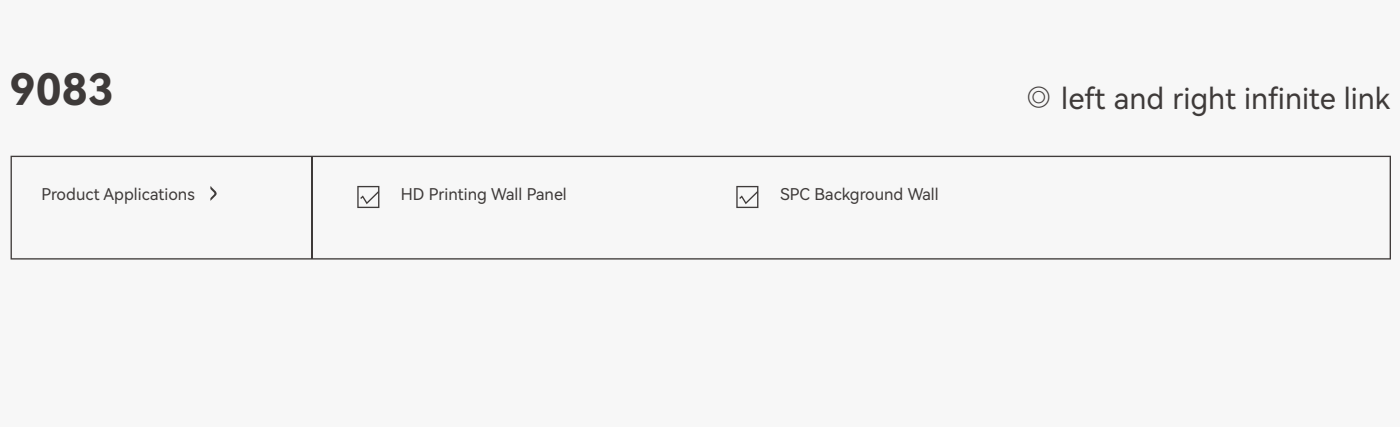 9083
left and right infinite link
Product Applications
HD Printing Wall Panel
SPC Background Wall